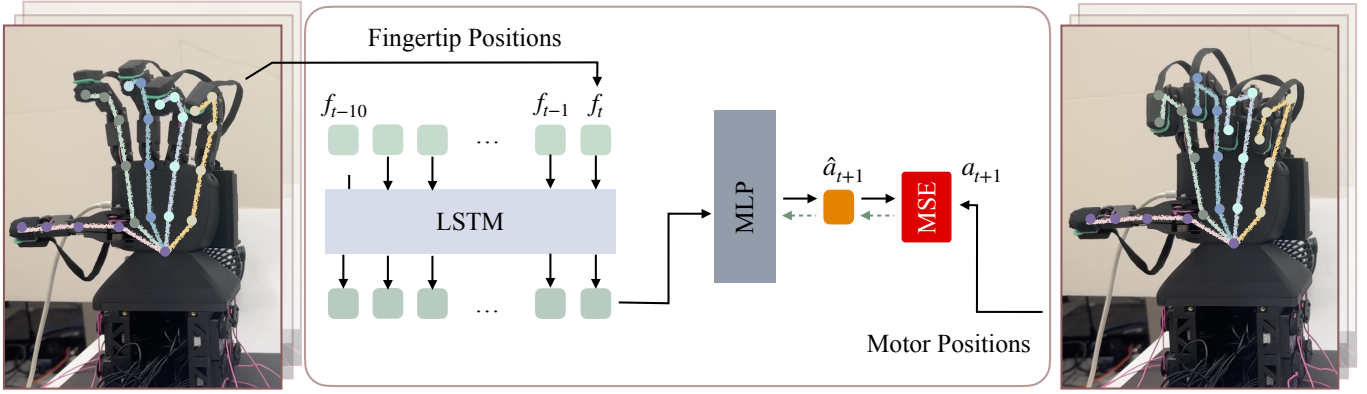 Fingertip Positions
f_{t−10} f_{t−1} f_t
...
LSTM
...
MLP
â_{t+1}
MSE
a_{t+1}
Motor Positions